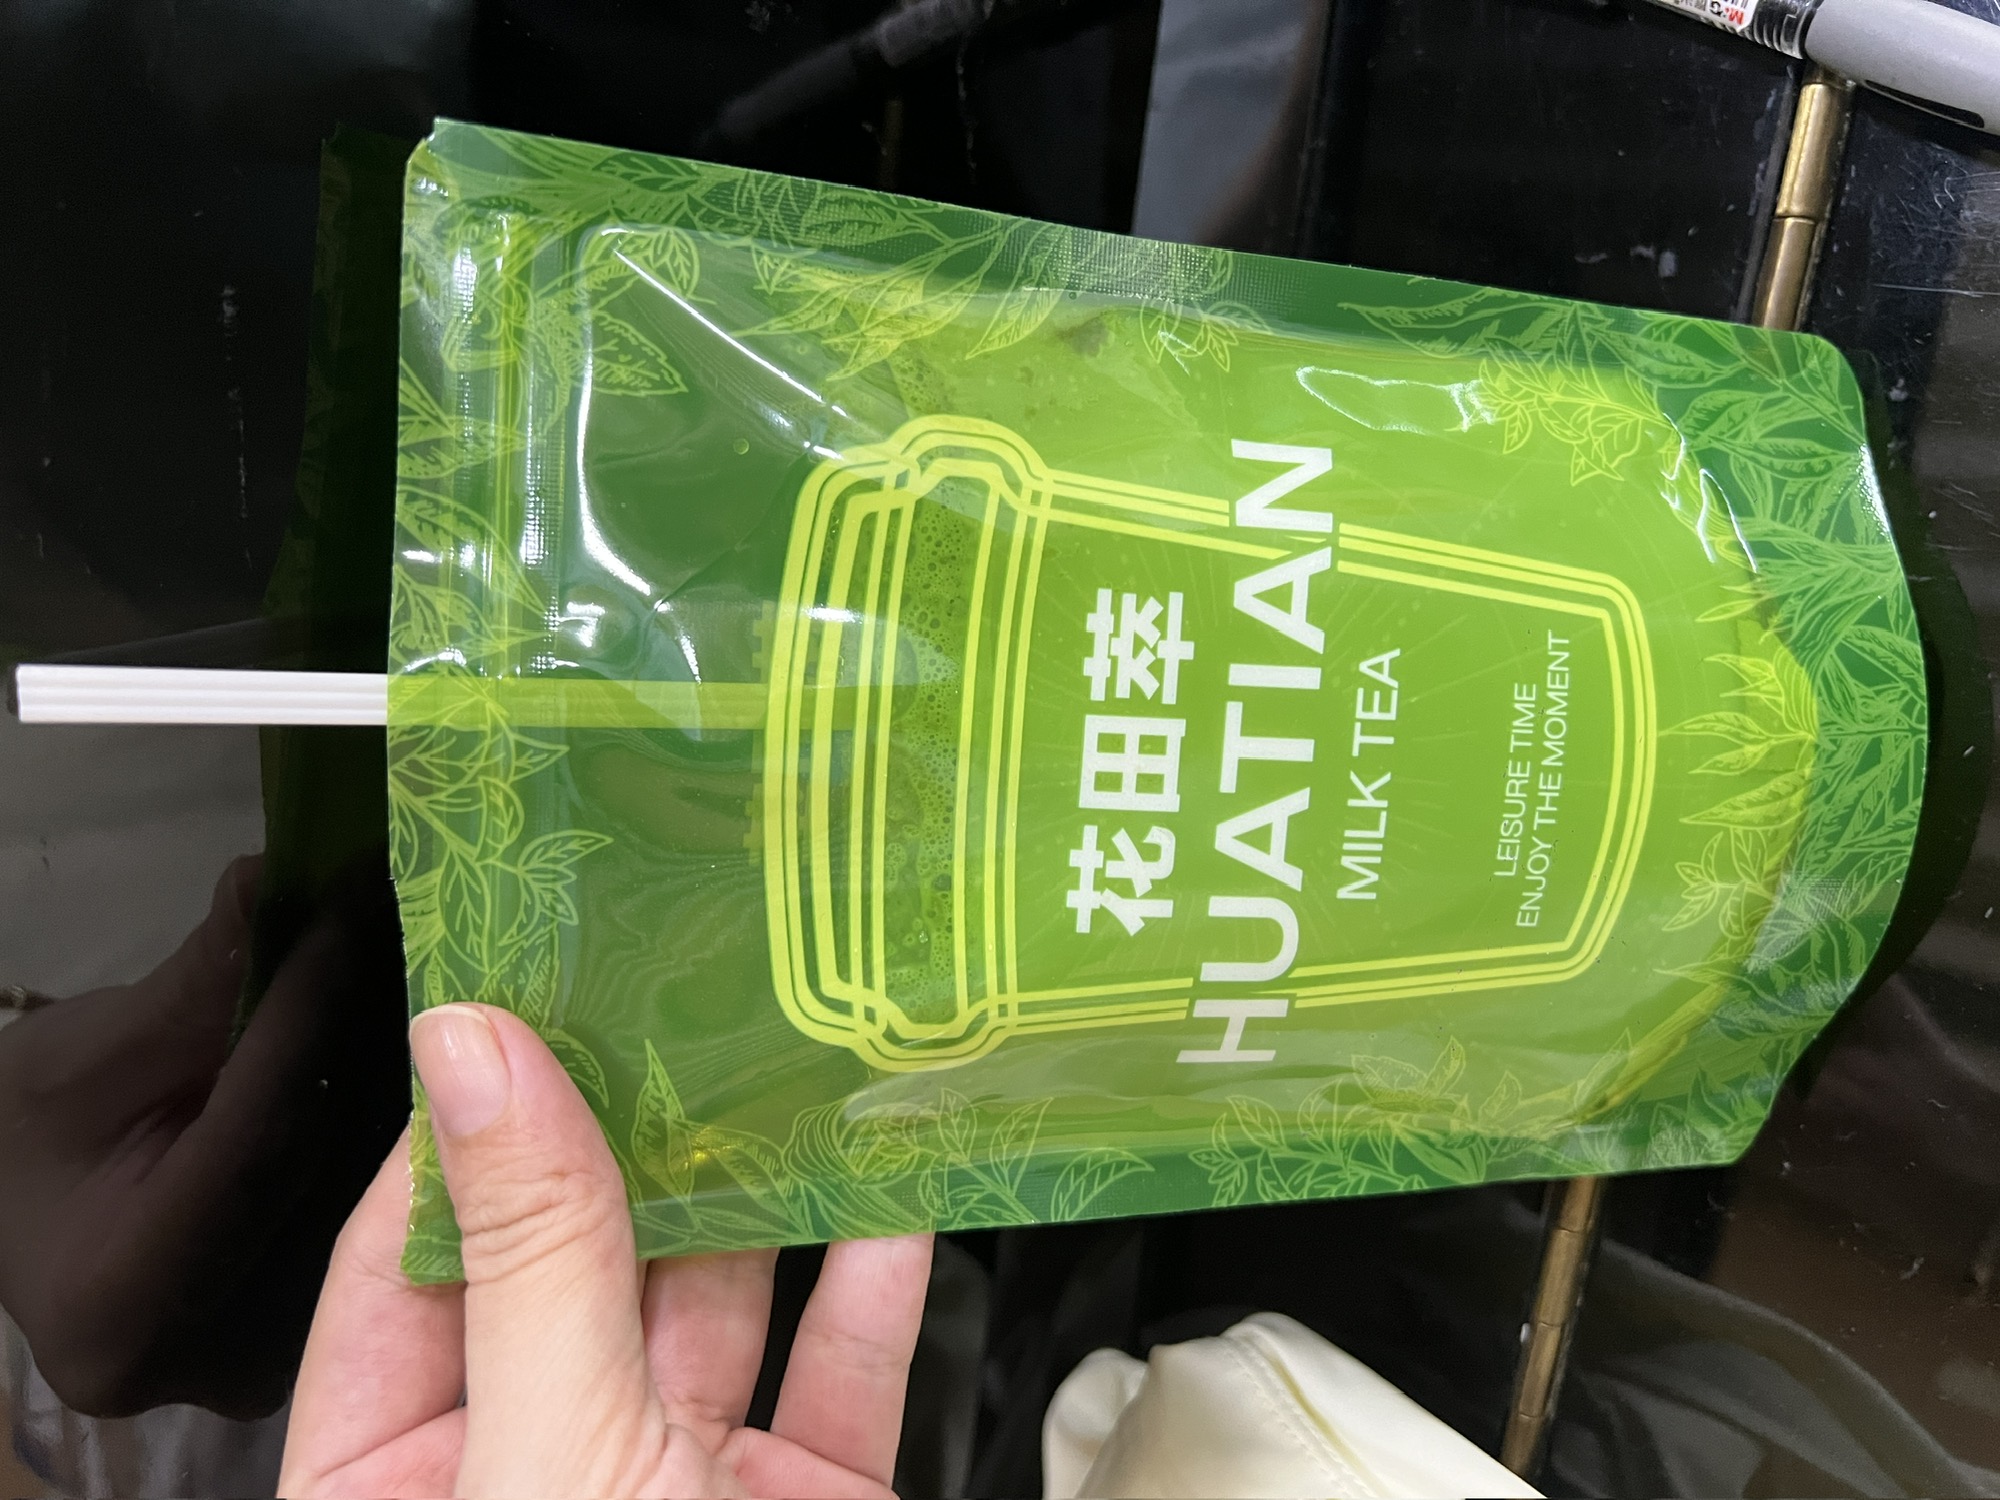 花田萃
HUATIAN
MILK TEA
LEISURE TIME
ENJOY THE MOMENT